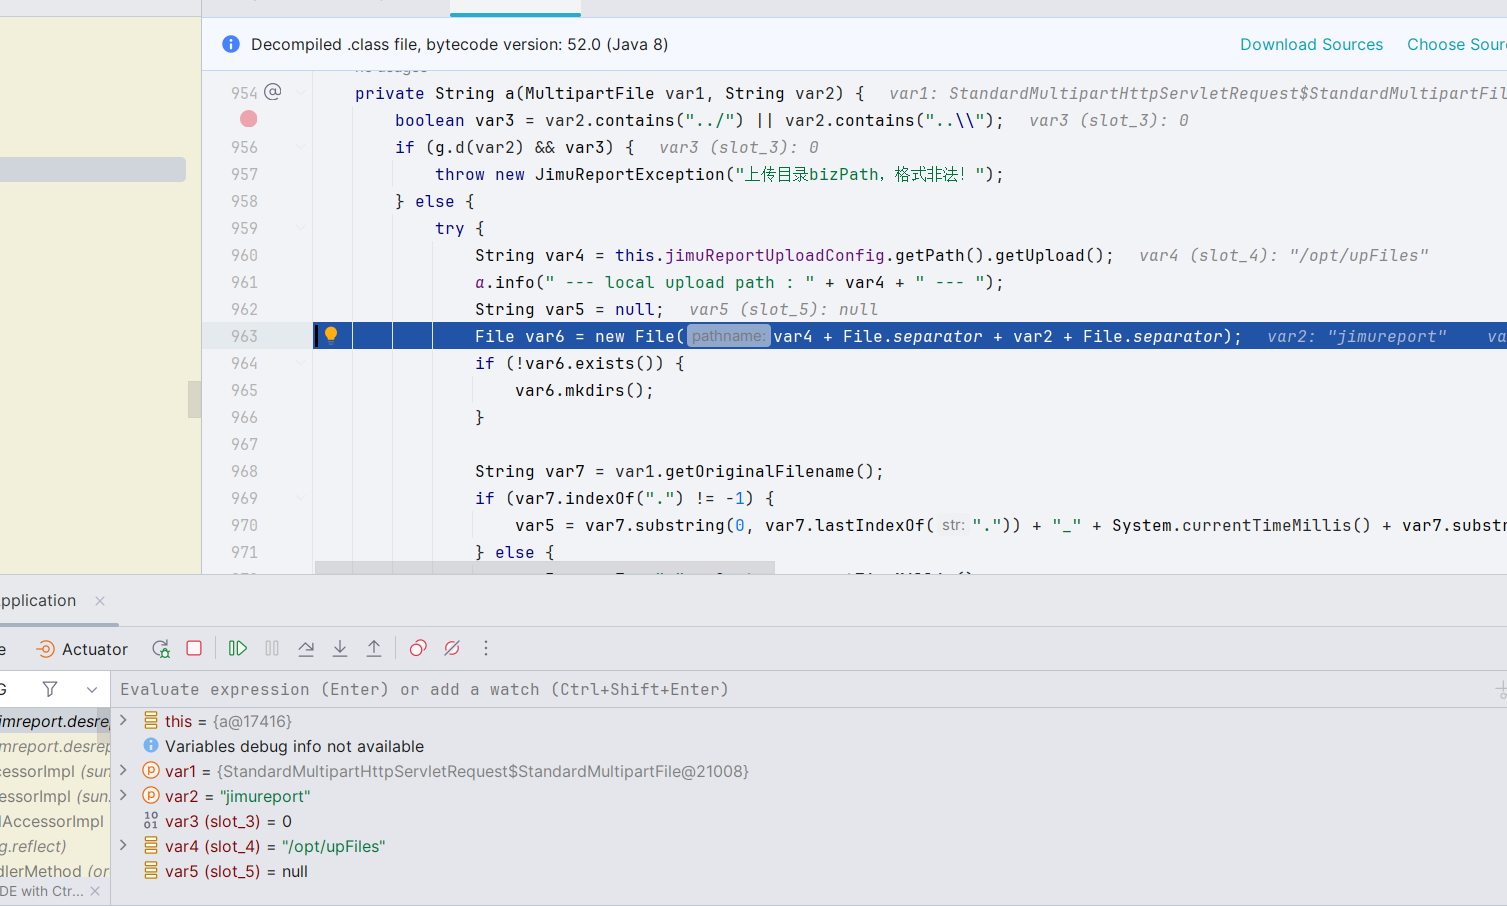 Decompiled .class file, bytecode version: 52.0 (Java 8)
Download Sources
Choose Sour
954 @ private String a(MultipartFile var1, String var2) { var1: StandardMultipartHttpServletRequest$StandardMultipartFil
boolean var3 = var2.contains("../") || var2.contains("..\\"); var3 (slot_3): 0
956 if (g.d(var2) && var3) { var3 (slot_3): 0
957 throw new JimuReportException("上传目录bizPath，格式非法！");
958 } else {
959 try {
960 String var4 = this.jimuReportUploadConfig.getPath().getUpload(); var4 (slot_4): "/opt/upFiles"
961 a.info(" --- local upload path : " + var4 + " --- ");
962 String var5 = null; var5 (slot_5): null
963 File var6 = new File( pathname: var4 + File.separator + var2 + File.separator); var2: "jimureport" va
964 if (!var6.exists()) {
965 var6.mkdirs();
966 }
967
968 String var7 = var1.getOriginalFilename();
969 if (var7.indexOf(".") != -1) {
970 var5 = var7.substring(0, var7.lastIndexOf( str: ".")) + "_" + System.currentTimeMillis() + var7.substr
971 } else {
pplication
e
Actuator
G
Evaluate expression (Enter) or add a watch (Ctrl+Shift+Enter)
imreport.desrep
this = {a@17416}
mreport.desrep
Variables debug info not available
cessorImpl (sun.
var1 = {StandardMultipartHttpServletRequest$StandardMultipartFile@21008}
essorImpl (sun.
var2 = "jimureport"
lAccessorImpl
var3 (slot_3) = 0
g.reflect)
var4 (slot_4) = "/opt/upFiles"
dlerMethod (or
var5 (slot_5) = null
DE with Ctr...